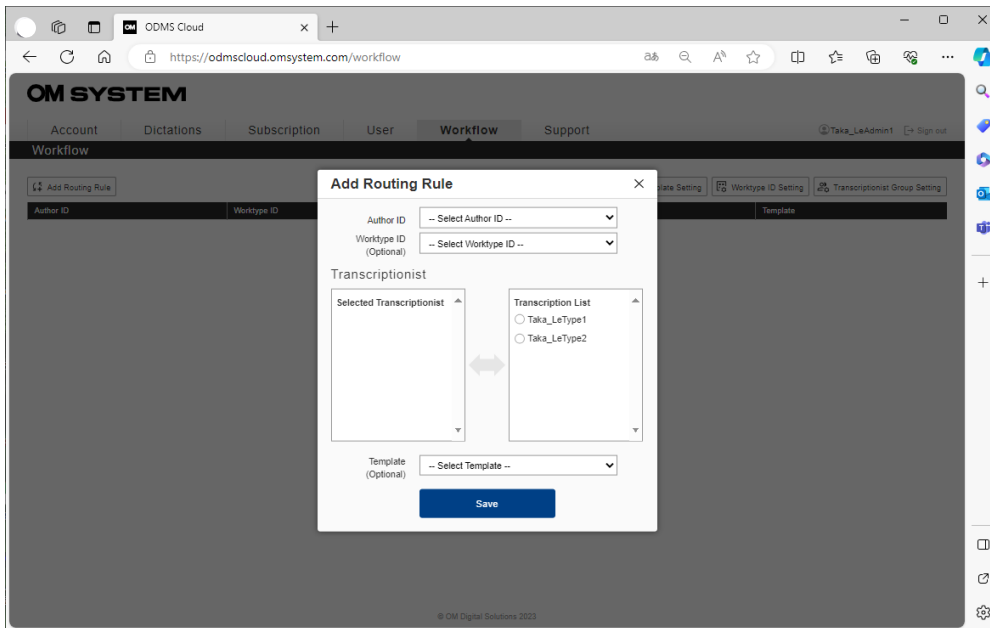 OM ODMS Cloud
https://odmscloud.omsystem.com/workflow
OM SYSTEM
Account Dictations Subscription User Workflow Support Taka_LeAdmin1 Sign out
Workflow
Add Routing Rule
plate Setting Worktype ID Setting Transcriptionist Group Setting
Author ID Worktype ID Template
Add Routing Rule
Author ID -- Select Author ID --
Worktype ID
(Optional) -- Select Worktype ID --
Transcriptionist
Selected Transcriptionist
Transcription List
Taka_LeType1
Taka_LeType2
Template
(Optional) -- Select Template --
Save
© OM Digital Solutions 2023